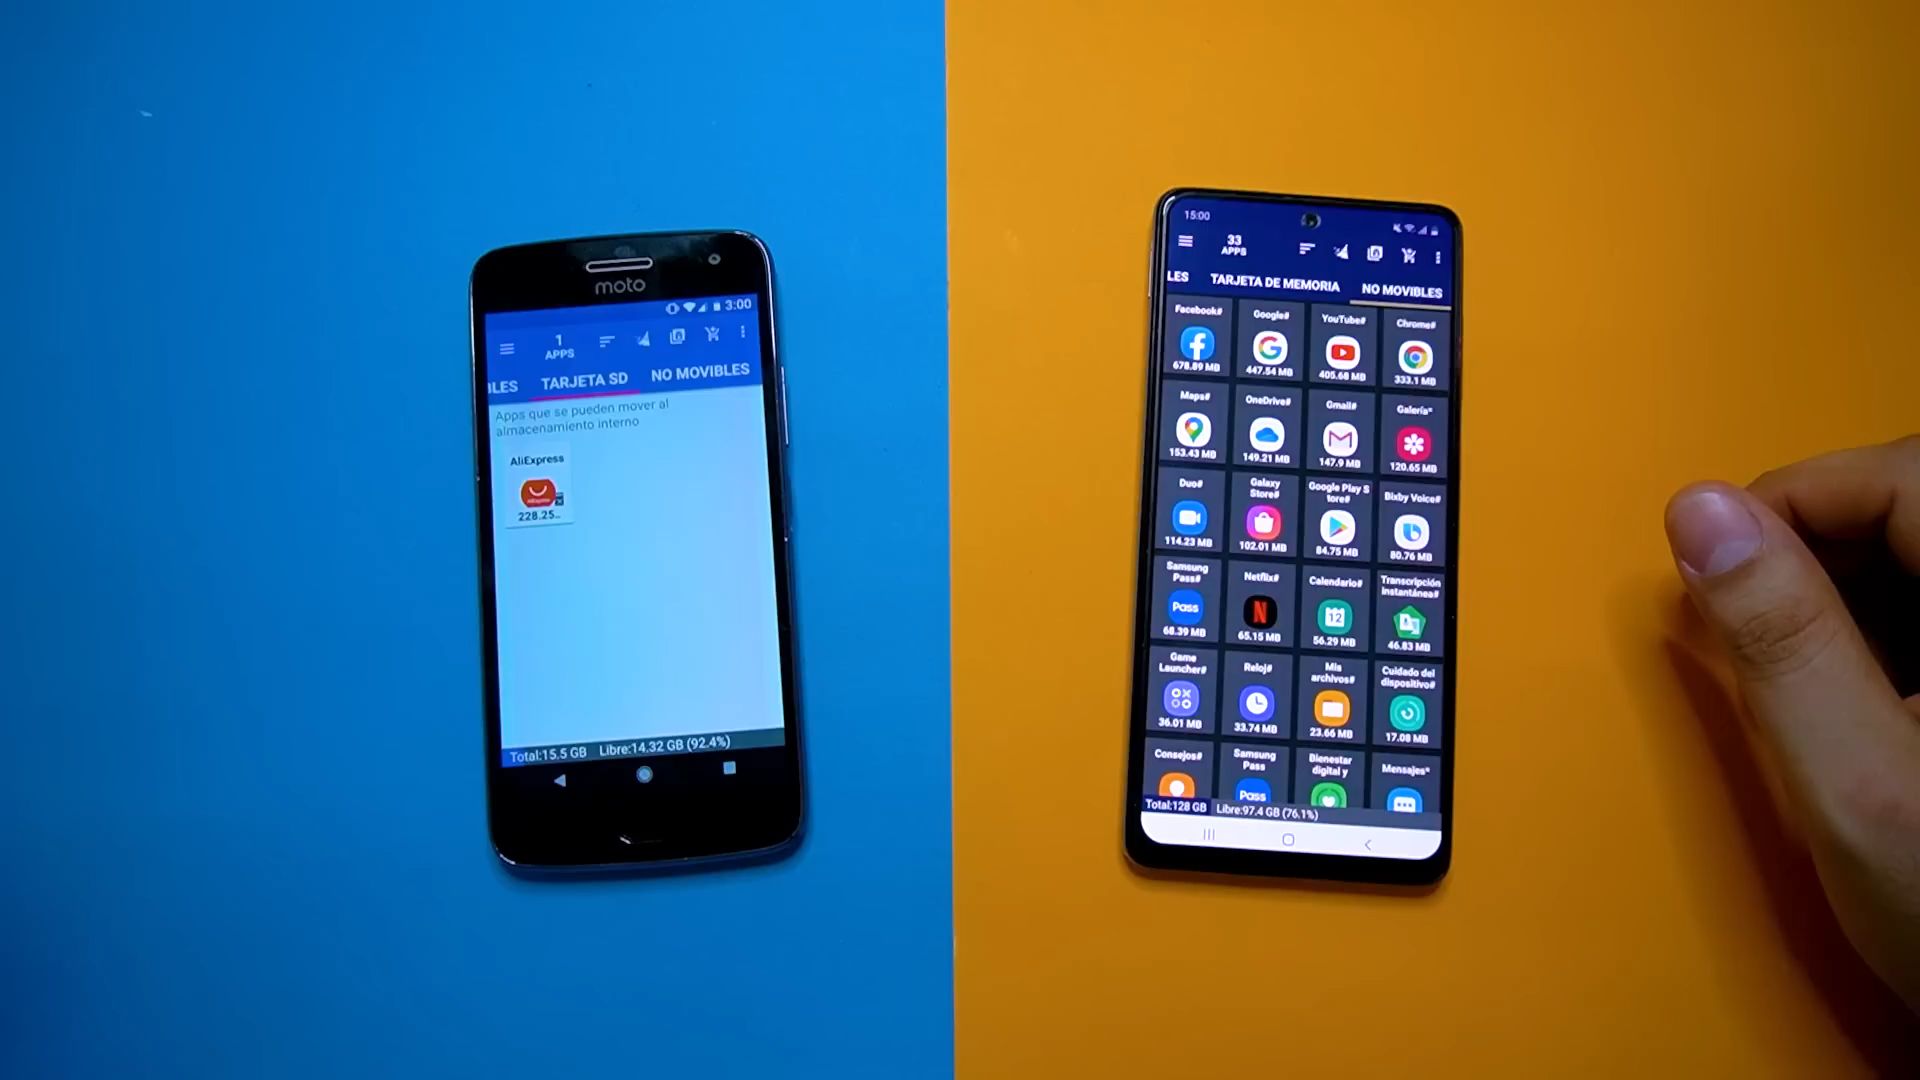 moto
3:00
1
APPS
ILES TARJETA SD NO MOVIBLES
Apps que se pueden mover al
almacenamiento interno
AliExpress
228.25..
Total:15.5 GB Libre:14.32 GB (92.4%)
15:00
33
APPS
LES TARJETA DE MEMORIA NO MOVIBLES
Facebook# Google# YouTube# Chrome#
678.89 MB 447.54 MB 405.68 MB 333.1 MB
Maps# OneDrive# Gmail# Galería*
153.43 MB 149.21 MB 147.9 MB 120.65 MB
Duo# Galaxy Store# Google Play S tore# Bixby Voice#
114.23 MB 102.01 MB 84.75 MB 80.76 MB
Samsung Pass# Netflix# Calendario# Transcripción instantánea#
Pass N 12
68.39 MB 65.15 MB 56.29 MB 46.83 MB
Game Launcher# Reloj# Mis archivos# Cuidado del dispositivo#
36.01 MB 33.74 MB 23.66 MB 17.08 MB
Consejos# Samsung Pass Bienestar digital y Mensajes*
Pass
Total:128 GB Libre:97.4 GB (76.1%)